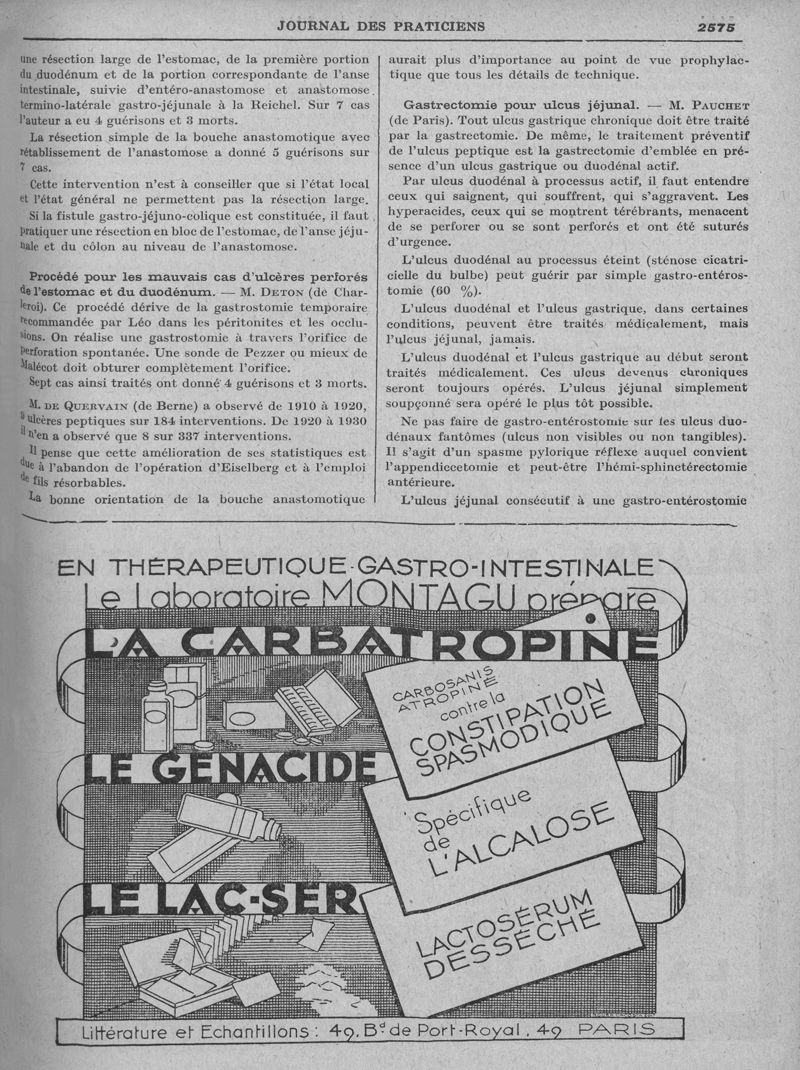 JOURNAL DES PRATICIENS 2575
une résection large de l'estomac, de la première portion
du duodénum et de la portion correspondante de l'anse
intestinale, suivie d'entéro-anastomose et anastomose
termino-latérale gastro-jéjunale à la Reichel. Sur 7 cas
l'auteur a eu 4 guérisons et 3 morts.
La résection simple de la bouche anastomotique avec
rétablissement de l'anastomose a donné 5 guérisons sur
7 cas.
Cette intervention n'est à conseiller que si l'état local
et l'état général ne permettent pas la résection large.
Si la fistule gastro-jéjuno-colique est constituée, il faut
pratiquer une résection en bloc de l'estomac, de l'anse jéju-
nale et du côlon au niveau de l'anastomose.
Procédé pour les mauvais cas d'ulcères perforés
de l'estomac et du duodénum. — M. DETON (de Char-
leroi). Ce procédé dérive de la gastrostomie temporaire
recommandée par Léo dans les péritonites et les occlu-
sions. On réalise une gastrostomie à travers l'orifice de
perforation spontanée. Une sonde de Pezzer ou mieux de
Malécot doit obturer complètement l'orifice.
Sept cas ainsi traités ont donné 4 guérisons et 3 morts.
M. DE QUERVAIN (de Berne) a observé de 1910 à 1920,
ulcères peptiques sur 184 interventions. De 1920 à 1930
il n'en a observé que 8 sur 337 interventions.
Il pense que cette amélioration de ses statistiques est
due à l'abandon de l'opération d'Eiselberg et à l'emploi
de fils résorbables.
La bonne orientation de la bouche anastomotique
aurait plus d'importance au point de vue prophylac-
tique que tous les détails de technique.
Gastrectomie pour ulcus jéjunal. — M. PAUCHET
(de Paris). Tout ulcus gastrique chronique doit être traité
par la gastrectomie. De même, le traitement préventif
de l'ulcus peptique est la gastrectomie d'emblée en pré-
sence d'un ulcus gastrique ou duodénal actif.
Par ulcus duodénal à processus actif, il faut entendre
ceux qui saignent, qui souffrent, qui s'aggravent. Les
hyperacides, ceux qui se montrent térébrants, menacent
de se perforer ou se sont perforés et ont été suturés
d'urgence.
L'ulcus duodénal au processus éteint (sténose cicatri-
cielle du bulbe) peut guérir par simple gastro-entéros-
tomie (60 %).
L'ulcus duodénal et l'ulcus gastrique, dans certaines
conditions, peuvent être traités médicalement, mais
l'ulcus jéjunal, jamais.
L'ulcus duodénal et l'ulcus gastrique au début seront
traités médicalement. Ces ulcus devenus chroniques
seront toujours opérés. L'ulcus jéjunal simplement
soupçonné sera opéré le plus tôt possible.
Ne pas faire de gastro-entérostomie sur les ulcus duo-
dénaux fantômes (ulcus non visibles ou non tangibles).
Il s'agit d'un spasme pylorique réflexe auquel convient
l'appendicectomie et peut-être l'hémi-sphinctérectomie
antérieure.
L'ulcus jéjunal consécutif à une gastro-entérostomie
EN THÉRAPEUTIQUE-GASTRO-INTESTINALE
Le Laboratoire MONTAGU prépare
LA CARBATROPINE
CARBOSANIS
ATROPINE
contre la
CONSTIPATION
SPASMODIQUE
LE GÉNACIDE
Spécifique
de
L'ALCALOSE
LE LAC-SER
LACTOSÉRUM
DESSÉCHÉ
Littérature et Echantillons : 49, Bd de Port-Royal, 49 PARIS